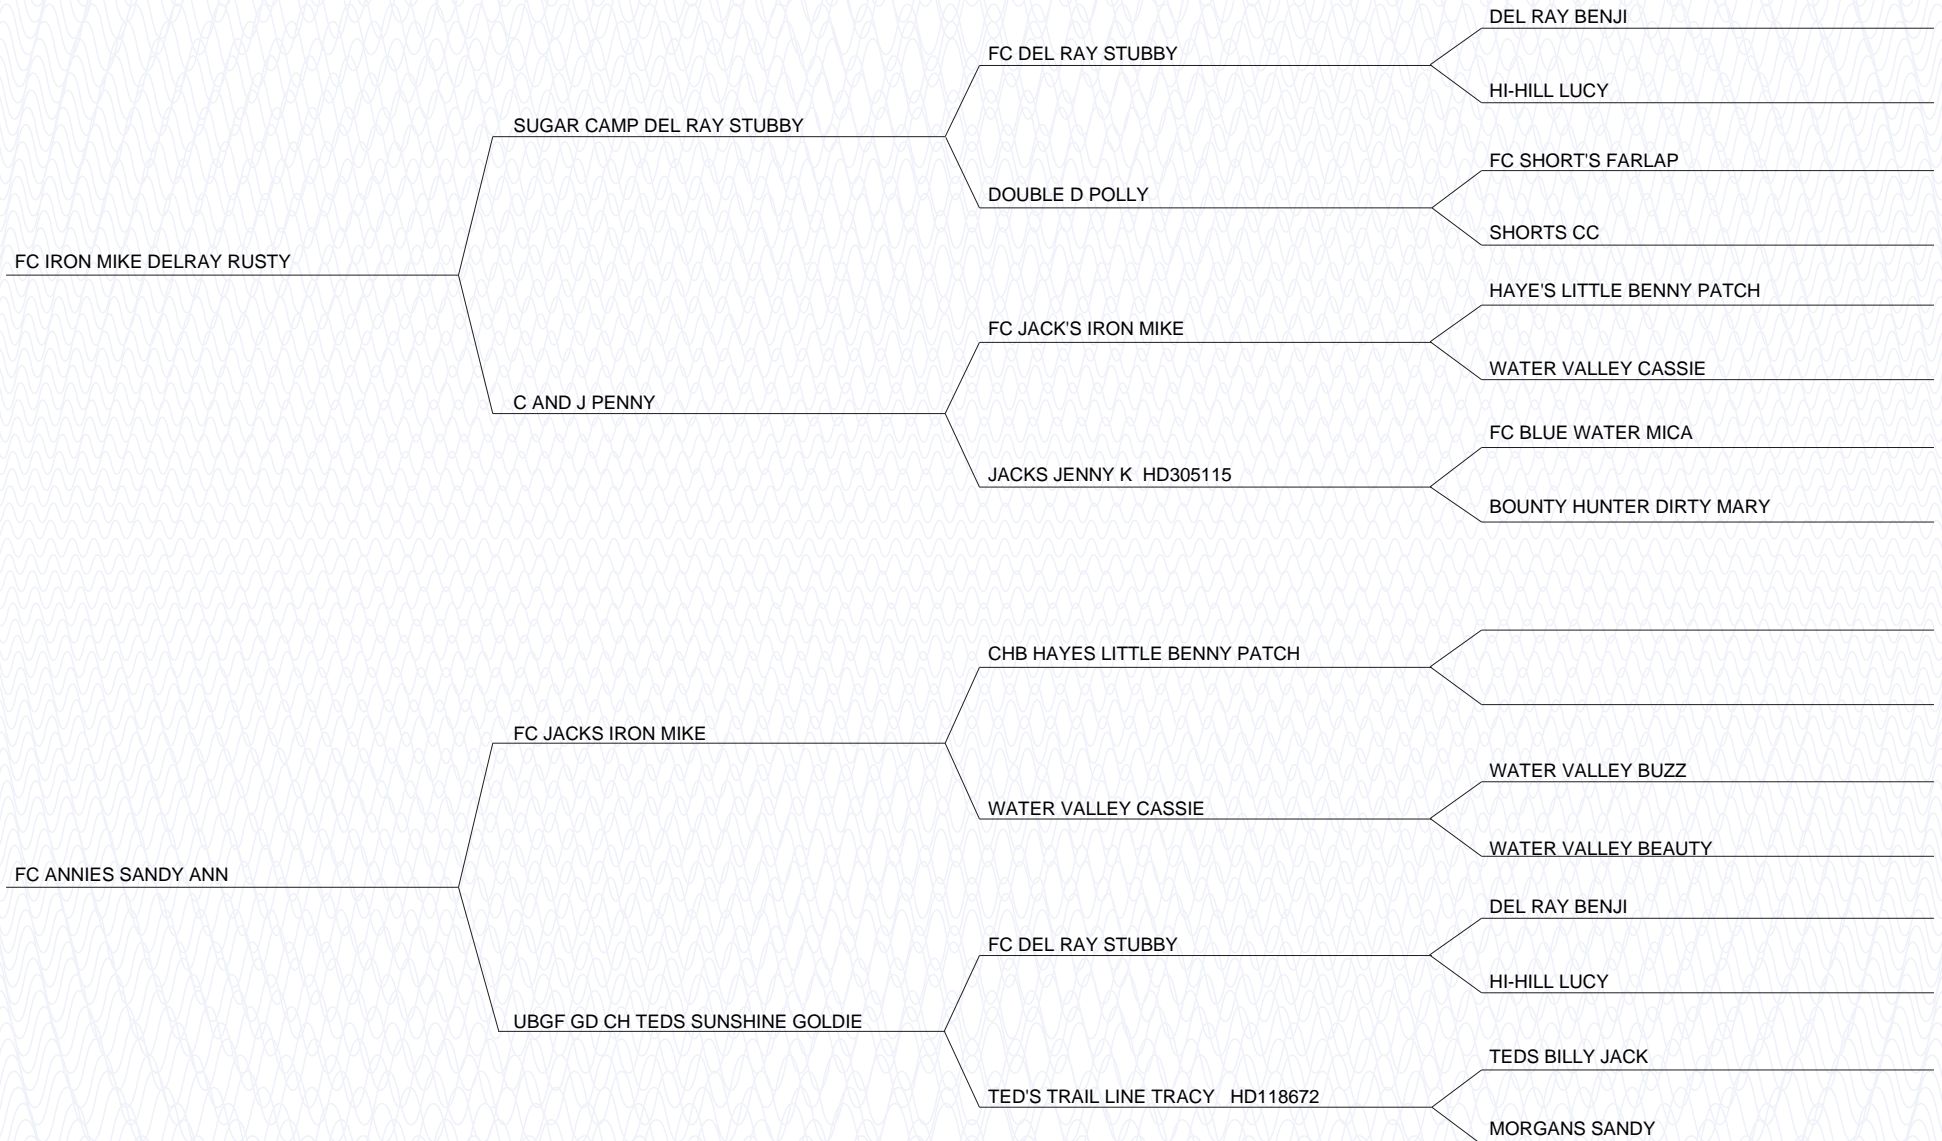 DEL RAY BENJI
FC DEL RAY STUBBY
HI-HILL LUCY
SUGAR CAMP DEL RAY STUBBY
FC SHORT'S FARLAP
DOUBLE D POLLY
SHORTS CC
FC IRON MIKE DELRAY RUSTY
HAYE'S LITTLE BENNY PATCH
FC JACK'S IRON MIKE
WATER VALLEY CASSIE
C AND J PENNY
FC BLUE WATER MICA
JACKS JENNY K HD305115
BOUNTY HUNTER DIRTY MARY
CHB HAYES LITTLE BENNY PATCH
FC JACKS IRON MIKE
WATER VALLEY BUZZ
WATER VALLEY CASSIE
WATER VALLEY BEAUTY
FC ANNIES SANDY ANN
DEL RAY BENJI
FC DEL RAY STUBBY
HI-HILL LUCY
UBGF GD CH TEDS SUNSHINE GOLDIE
TEDS BILLY JACK
TED'S TRAIL LINE TRACY HD118672
MORGANS SANDY